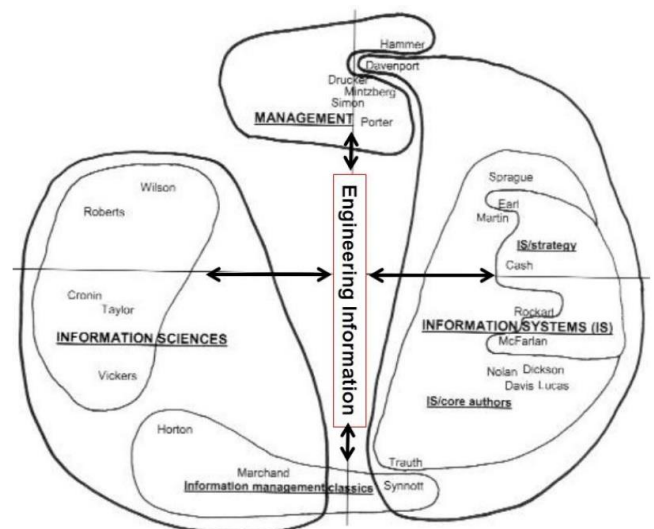 Hammer
Davenport
Drucker
Mintzberg
Simon
MANAGEMENT
Porter
Engineering Information
Wilson
Roberts
Cronin
Taylor
INFORMATION SCIENCES
Vickers
Sprague
Earl
Martin
IS/strategy
Cash
Rockart
INFORMATION SYSTEMS (IS)
McFarlan
Nolan Dickson
Davis Lucas
IS/core authors
Horton
Marchand
Information management classics
Trauth
Synnott